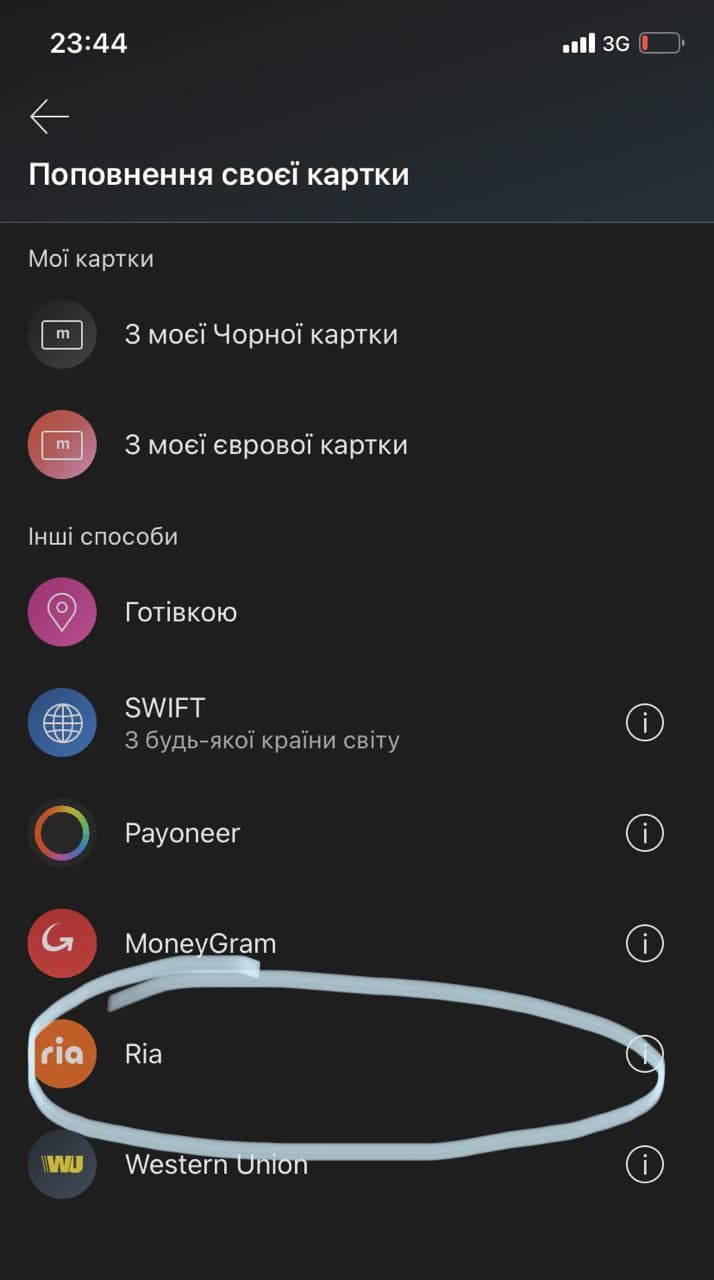 23:44
3G
Поповнення своєї картки
Мої картки
m
З моєї Чорної картки
m
З моєї єврової картки
Інші способи
Готівкою
SWIFT
З будь-якої країни світу
i
Payoneer
i
MoneyGram
i
ria
Ria
i
WU
Western Union
i